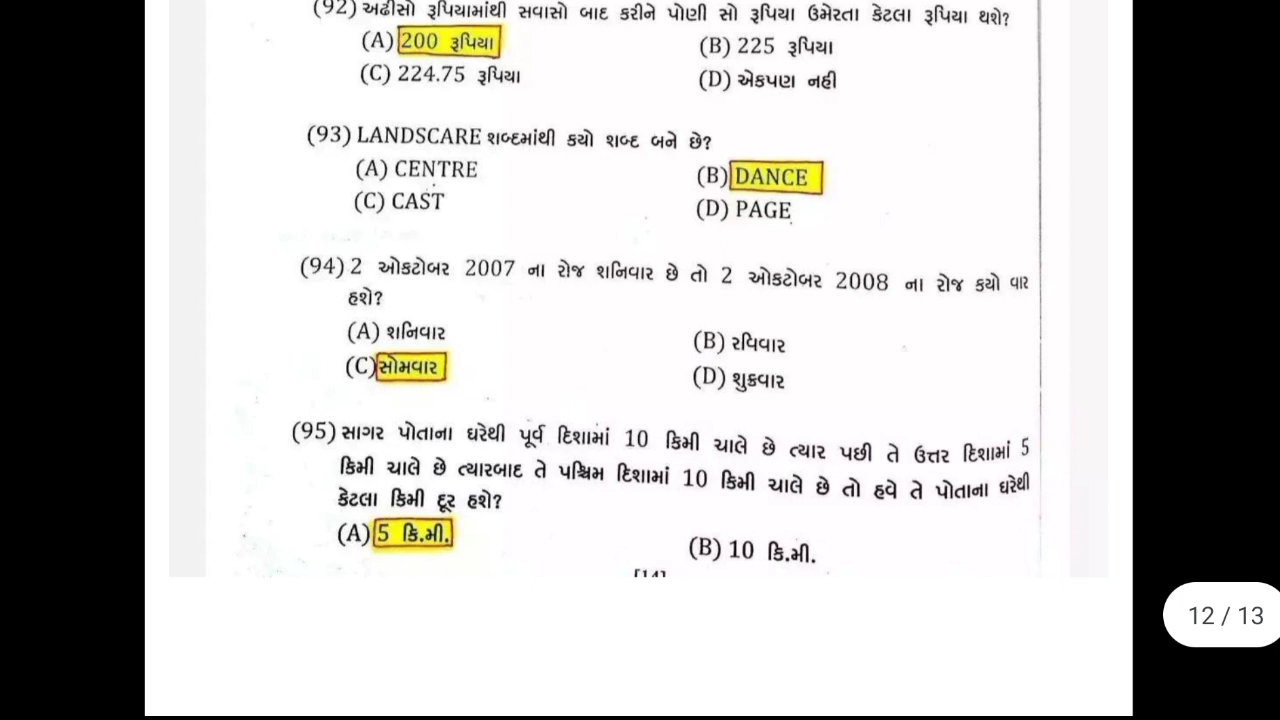 (92) અઢીસો રૂપિયામાંથી સવાસો બાદ કરીને પોણી સો રૂપિયા ઉમેરતા કેટલા રૂપિયા થશે?
(A) 200 રૂપિયા (B) 225 રૂપિયા
(C) 224.75 રૂપિયા (D) એકપણ નહી
(93) LANDSCARE શબ્દમાંથી કયો શબ્દ બને છે?
(A) CENTRE (B) DANCE
(C) CAST (D) PAGE
(94) 2 ઓકટોબર 2007 ના રોજ શનિવાર છે તો 2 ઓકટોબર 2008 ના રોજ કયો વાર
હશે?
(A) શનિવાર (B) રવિવાર
(C) સોમવાર (D) શુક્રવાર
(95) સાગર પોતાના ઘરેથી પૂર્વ દિશામાં 10 કિમી ચાલે છે ત્યાર પછી તે ઉત્તર દિશામાં 5
કિમી ચાલે છે ત્યારબાદ તે પશ્ચિમ દિશામાં 10 કિમી ચાલે છે તો હવે તે પોતાના ઘરેથી
કેટલા કિમી દૂર હશે?
(A) 5 કિ.મી. (B) 10 કિ.મી.
12 / 13